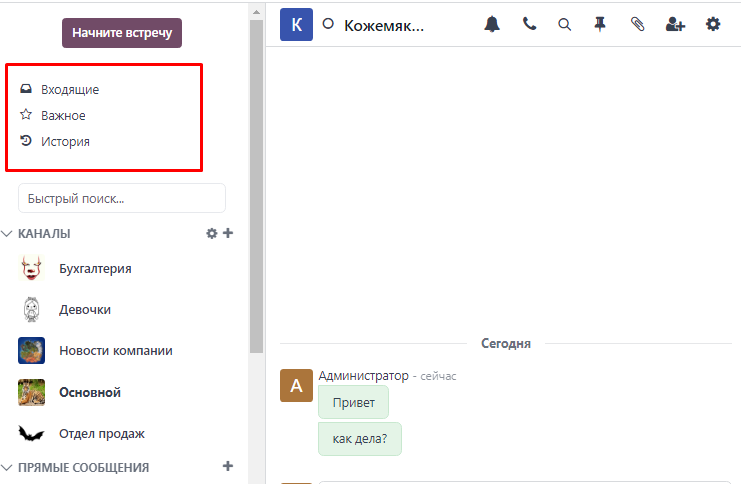 Начните встречу
Входящие
Важное
История
Быстрый поиск...
КАНАЛЫ
Бухгалтерия
Девочки
Новости компании
Основной
Отдел продаж
ПРЯМЫЕ СООБЩЕНИЯ
К Кожемяк...
Сегодня
А
Администратор - сейчас
Привет
как дела?